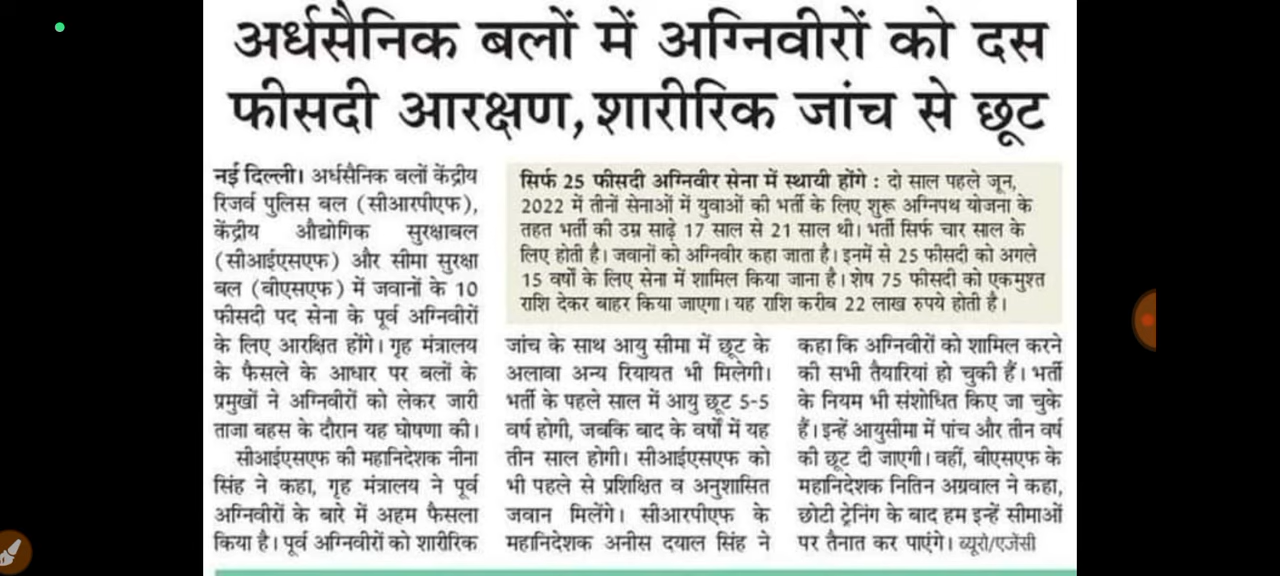 अर्धसैनिक बलों में अग्निवीरों को दस
फीसदी आरक्षण, शारीरिक जांच से छूट
नई दिल्ली। अर्धसैनिक बलों केंद्रीय
रिजर्व पुलिस बल (सीआरपीएफ),
केंद्रीय औद्योगिक सुरक्षाबल
(सीआईएसएफ) और सीमा सुरक्षा
बल (बीएसएफ) में जवानों के 10
फीसदी पद सेना के पूर्व अग्निवीरों
के लिए आरक्षित होंगे। गृह मंत्रालय
के फैसले के आधार पर बलों के
प्रमुखों ने अग्निवीरों को लेकर जारी
ताजा बहस के दौरान यह घोषणा की।
सीआईएसएफ की महानिदेशक नीना
सिंह ने कहा, गृह मंत्रालय ने पूर्व
अग्निवीरों के बारे में अहम फैसला
किया है। पूर्व अग्निवीरों को शारीरिक
सिर्फ 25 फीसदी अग्निवीर सेना में स्थायी होंगे : दो साल पहले जून,
2022 में तीनों सेनाओं में युवाओं की भर्ती के लिए शुरू अग्निपथ योजना के
तहत भर्ती की उम्र साढ़े 17 साल से 21 साल थी। भर्ती सिर्फ चार साल के
लिए होती है। जवानों को अग्निवीर कहा जाता है। इनमें से 25 फीसदी को अगले
15 वर्षों के लिए सेना में शामिल किया जाना है। शेष 75 फीसदी को एकमुश्त
राशि देकर बाहर किया जाएगा। यह राशि करीब 22 लाख रुपये होती है।
जांच के साथ आयु सीमा में छूट के
अलावा अन्य रियायत भी मिलेगी।
भर्ती के पहले साल में आयु छूट 5-5
वर्ष होगी, जबकि बाद के वर्षों में यह
तीन साल होगी। सीआईएसएफ को
भी पहले से प्रशिक्षित व अनुशासित
जवान मिलेंगे। सीआरपीएफ के
महानिदेशक अनीस दयाल सिंह ने
कहा कि अग्निवीरों को शामिल करने
की सभी तैयारियां हो चुकी हैं। भर्ती
के नियम भी संशोधित किए जा चुके
हैं। इन्हें आयुसीमा में पांच और तीन वर्ष
की छूट दी जाएगी। वहीं, बीएसएफ के
महानिदेशक नितिन अग्रवाल ने कहा,
छोटी ट्रेनिंग के बाद हम इन्हें सीमाओं
पर तैनात कर पाएंगे। ब्यूरो/एजेंसी